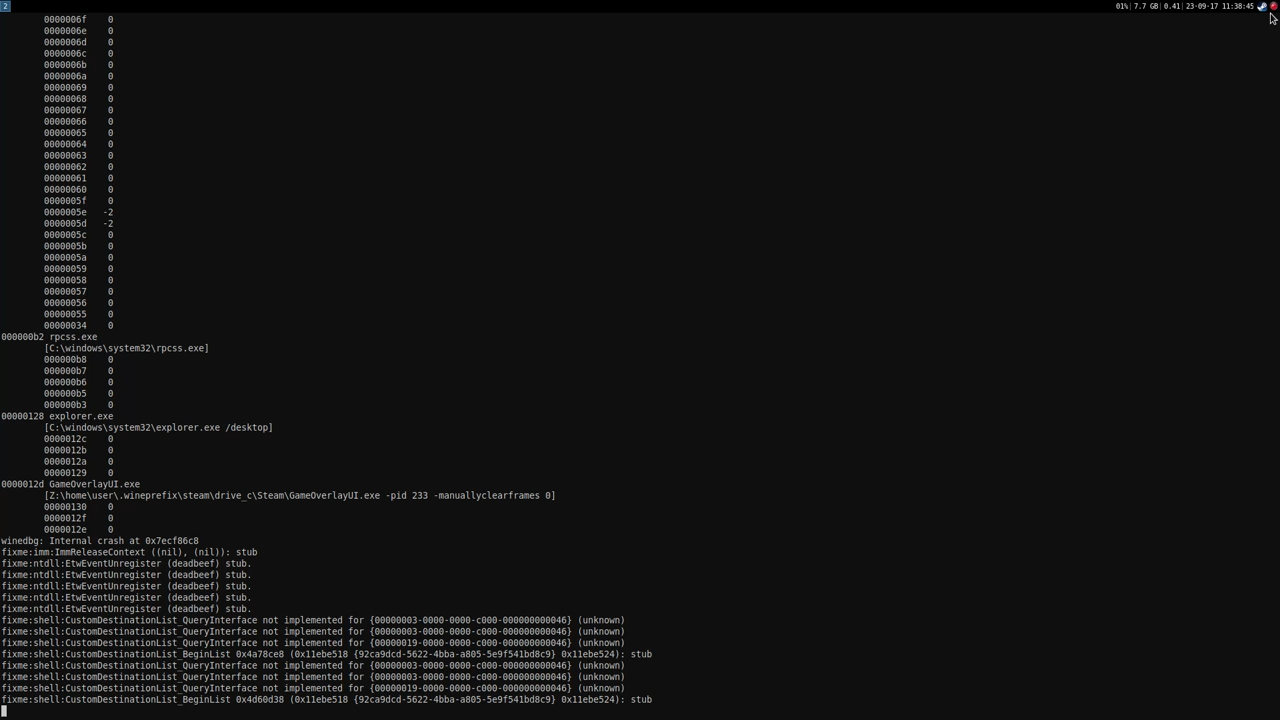 2
01% | 7.7 GB | 0.41 | 23-09-17 11:38:45
0000006f 0
0000006e 0
0000006d 0
0000006c 0
0000006b 0
0000006a 0
00000069 0
00000068 0
00000067 0
00000066 0
00000065 0
00000064 0
00000063 0
00000062 0
00000061 0
00000060 0
0000005f 0
0000005e -2
0000005d -2
0000005c 0
0000005b 0
0000005a 0
00000059 0
00000058 0
00000057 0
00000056 0
00000055 0
00000034 0
000000b2 rpcss.exe
[C:\windows\system32\rpcss.exe]
000000b8 0
000000b7 0
000000b6 0
000000b5 0
000000b3 0
00000128 explorer.exe
[C:\windows\system32\explorer.exe /desktop]
0000012c 0
0000012b 0
0000012a 0
00000129 0
0000012d GameOverlayUI.exe
[Z:\home\user\.wineprefix\steam\drive_c\Steam\GameOverlayUI.exe -pid 233 -manuallyclearframes 0]
00000130 0
0000012f 0
0000012e 0
winedbg: Internal crash at 0x7ecf86c8
fixme:imm:ImmReleaseContext ((nil), (nil)): stub
fixme:ntdll:EtwEventUnregister (deadbeef) stub.
fixme:ntdll:EtwEventUnregister (deadbeef) stub.
fixme:ntdll:EtwEventUnregister (deadbeef) stub.
fixme:ntdll:EtwEventUnregister (deadbeef) stub.
fixme:ntdll:EtwEventUnregister (deadbeef) stub.
fixme:shell:CustomDestinationList_QueryInterface not implemented for {00000003-0000-0000-c000-000000000046} (unknown)
fixme:shell:CustomDestinationList_QueryInterface not implemented for {00000003-0000-0000-c000-000000000046} (unknown)
fixme:shell:CustomDestinationList_QueryInterface not implemented for {00000019-0000-0000-c000-000000000046} (unknown)
fixme:shell:CustomDestinationList_BeginList 0x4a78ce8 (0x11ebe518 {92ca9dcd-5622-4bba-a805-5e9f541bd8c9} 0x11ebe524): stub
fixme:shell:CustomDestinationList_QueryInterface not implemented for {00000003-0000-0000-c000-000000000046} (unknown)
fixme:shell:CustomDestinationList_QueryInterface not implemented for {00000003-0000-0000-c000-000000000046} (unknown)
fixme:shell:CustomDestinationList_QueryInterface not implemented for {00000019-0000-0000-c000-000000000046} (unknown)
fixme:shell:CustomDestinationList_BeginList 0x4d60d38 (0x11ebe518 {92ca9dcd-5622-4bba-a805-5e9f541bd8c9} 0x11ebe524): stub